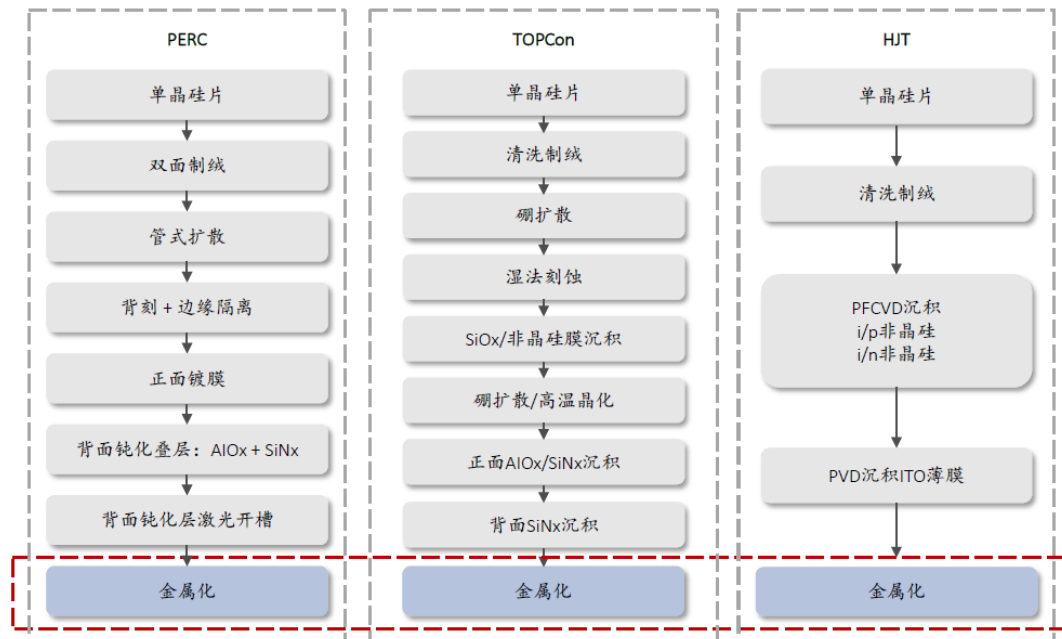 PERC
单晶硅片
双面制绒
管式扩散
背刻 + 边缘隔离
正面镀膜
背面钝化叠层：AlOx + SiNx
背面钝化层激光开槽
金属化
TOPCon
单晶硅片
清洗制绒
硼扩散
湿法刻蚀
SiOx/非晶硅膜沉积
硼扩散/高温晶化
正面AlOx/SiNx沉积
背面SiNx沉积
金属化
HJT
单晶硅片
清洗制绒
PFCVD沉积
i/p非晶硅
i/n非晶硅
PVD沉积ITO薄膜
金属化